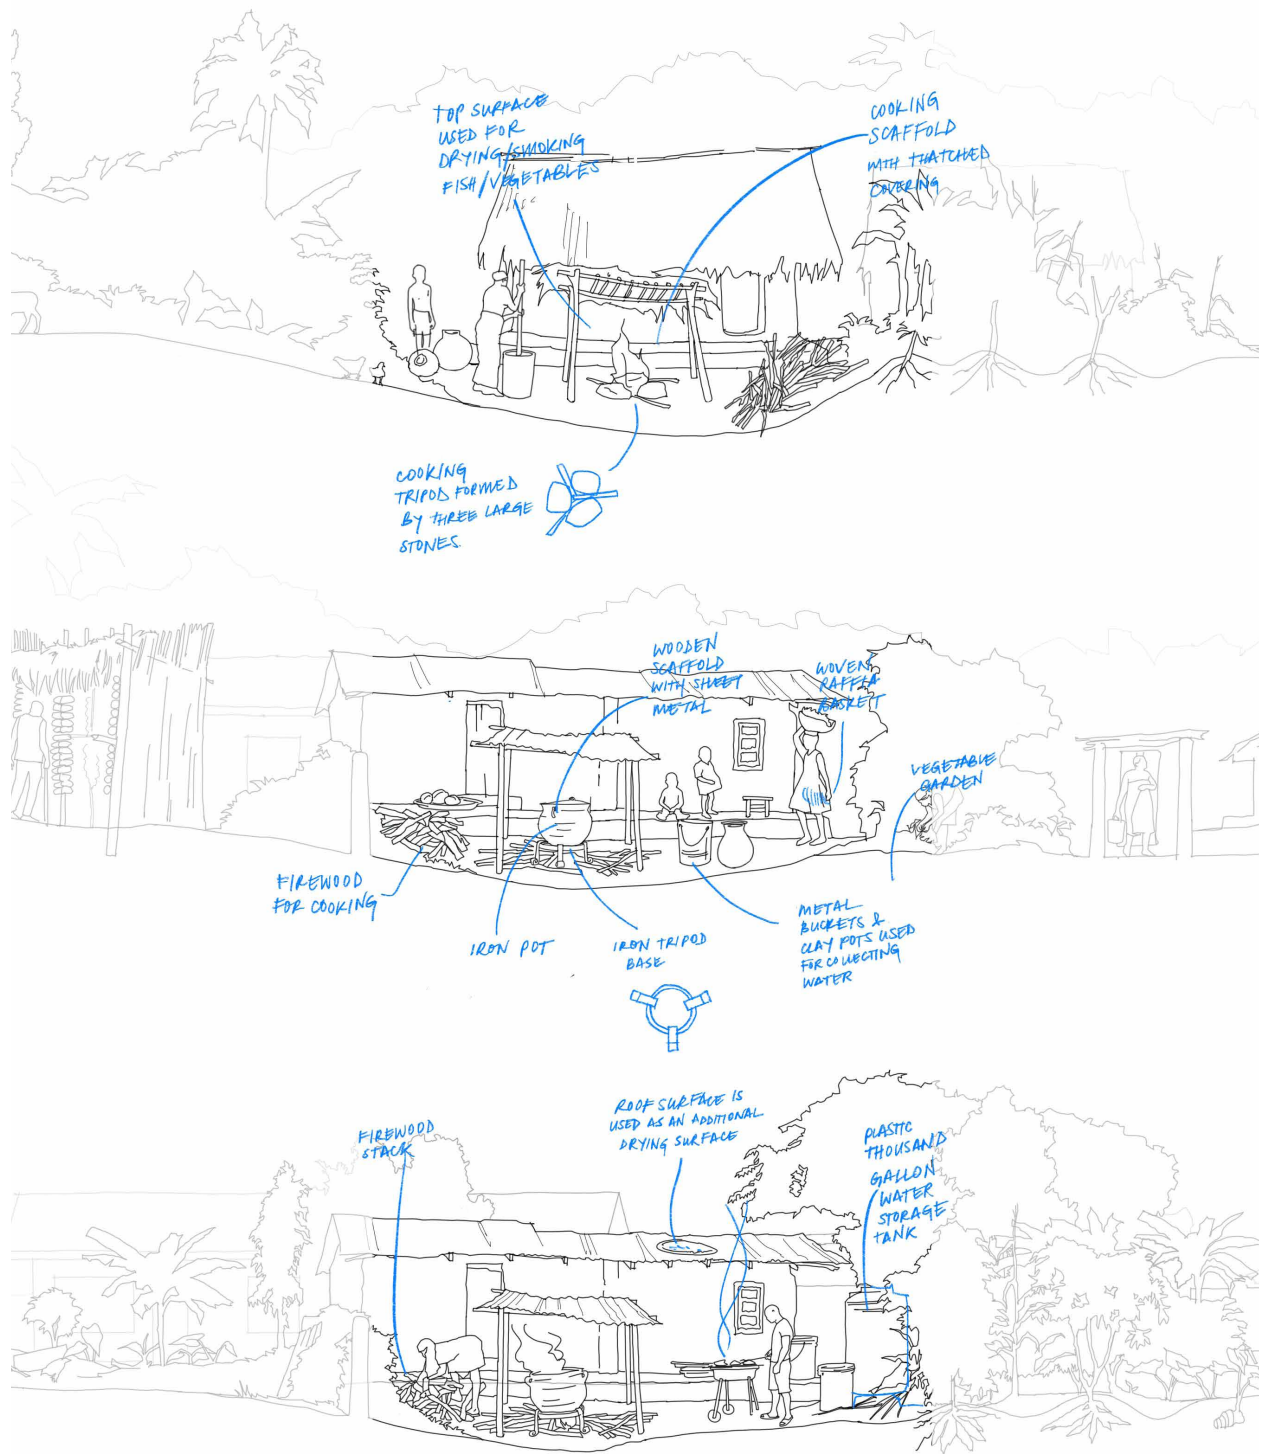 TOP SURFACE
USED FOR
DRYING/SMOKING
FISH/VEGETABLES
COOKING
SCAFFOLD
WITH THATCHED
COVERING
COOKING
TRIPOD FORMED
BY THREE LARGE
STONES.
WOODEN
SCAFFOLD
WITH SHEET
METAL
WOVEN
RAFFIA
BASKET
VEGETABLE
GARDEN
FIREWOOD
FOR COOKING
IRON POT
IRON TRIPOD
BASE
METAL
BUCKETS &
CLAY POTS USED
FOR COLLECTING
WATER
FIREWOOD
STACK
ROOF SURFACE IS
USED AS AN ADDITIONAL
DRYING SURFACE
PLASTIC
THOUSAND
GALLON
WATER
STORAGE
TANK